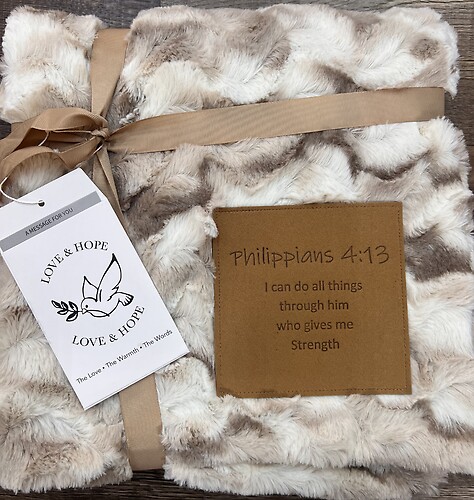 A MESSAGE FOR YOU
LOVE & HOPE
LOVE & HOPE
The Love • The Warmth • The Words
Philippians 4:13
I can do all things
through him
who gives me
Strength